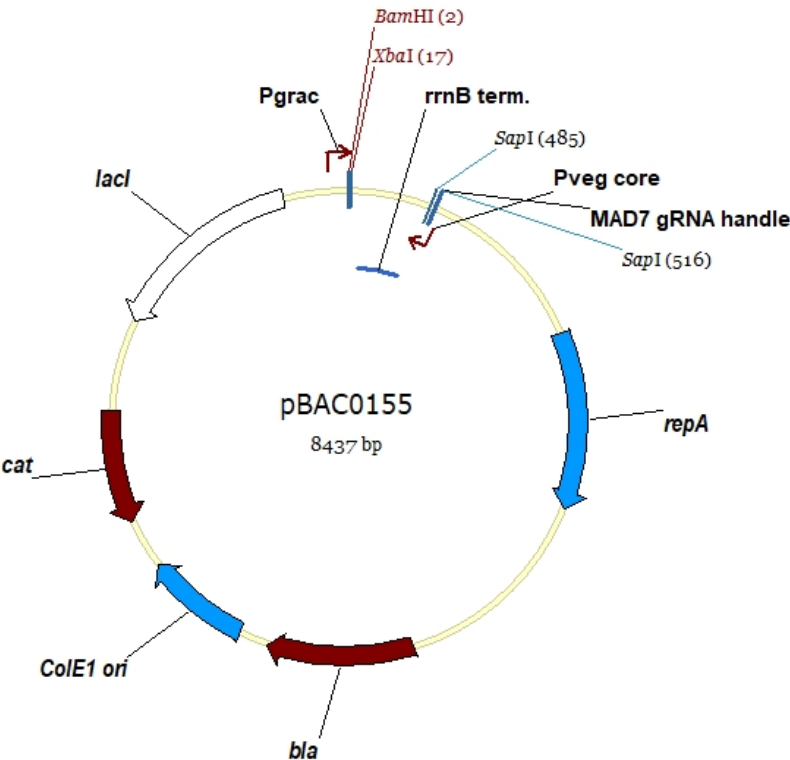 BamHI (2)
XbaI (17)
Pgrac
rrnB term.
SapI (485)
lacI
Pveg core
MAD7 gRNA handle
SapI (516)
pBAC0155
8437 bp
repA
cat
ColE1 ori
bla